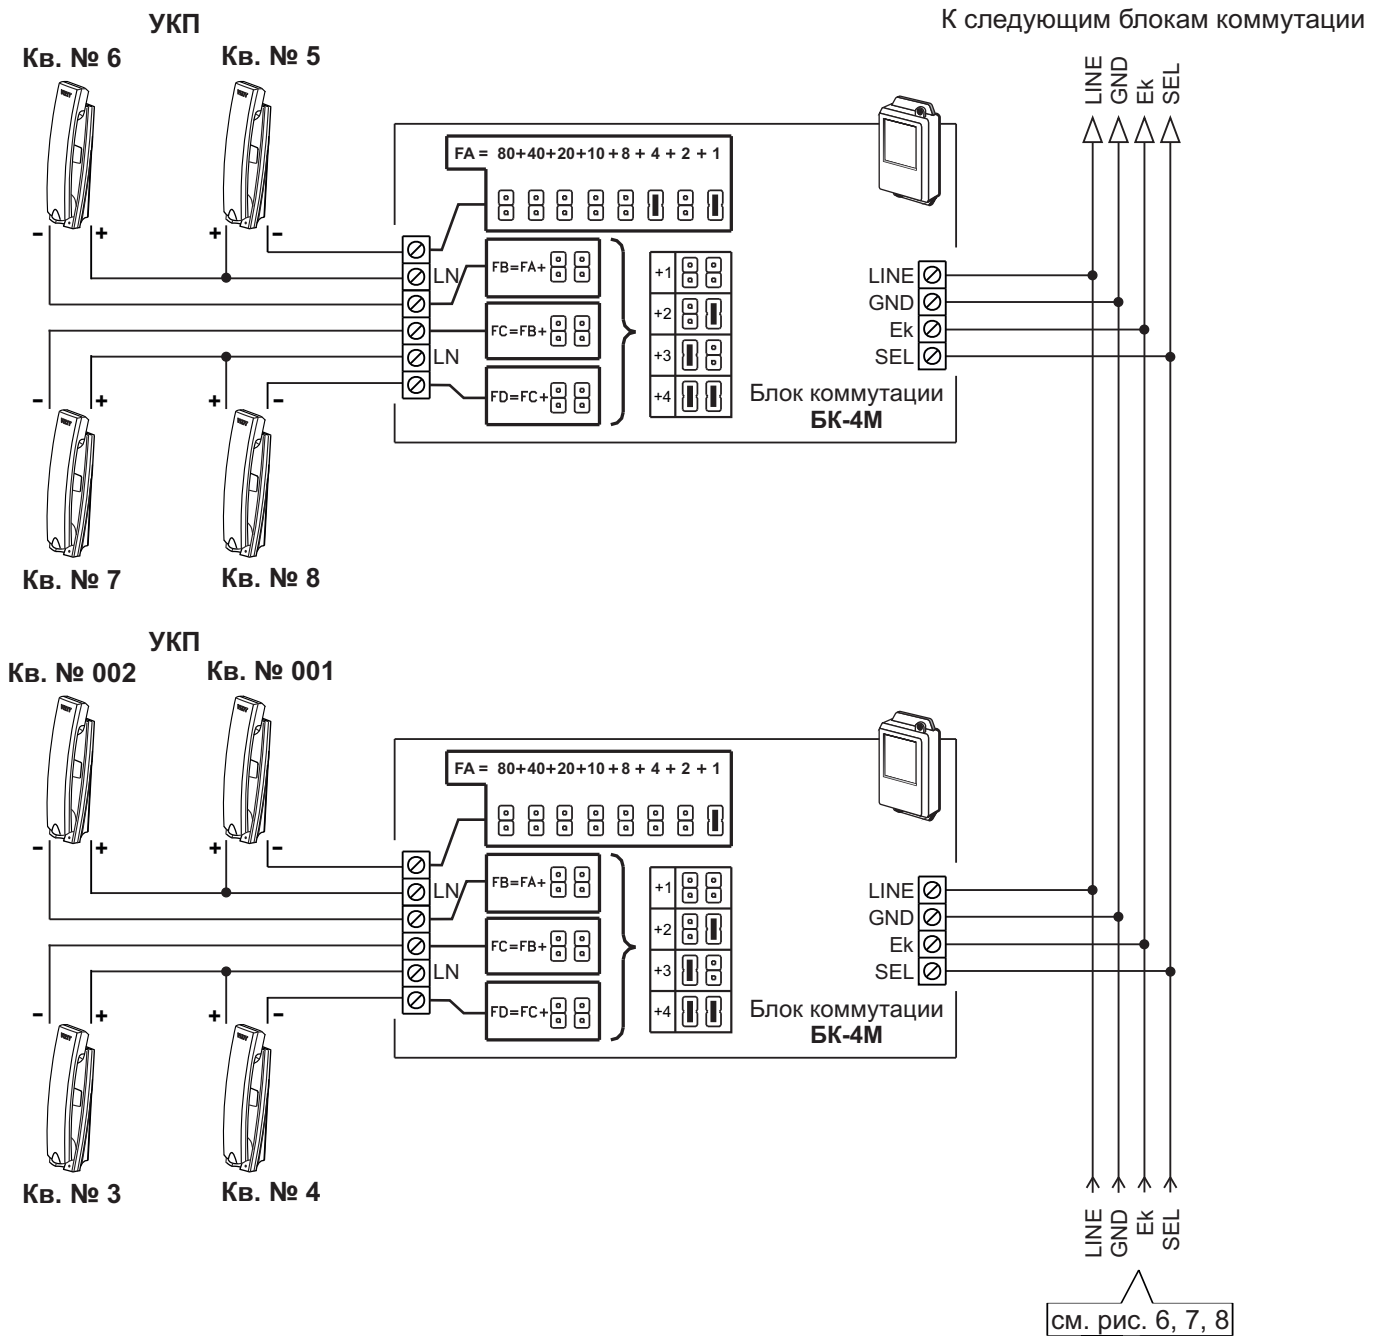 К следующим блокам коммутации
УКП
Кв. № 6
Кв. № 5
LINE
GND
Ek
SEL
FA = 80+40+20+10+8+4+2+1
- +
+ -
LN
FB=FA+
FC=FB+
LN
FD=FC+
+1
+2
+3
+4
LINE
GND
Ek
SEL
Блок коммутации
БК-4М
- +
+ -
Кв. № 7
Кв. № 8
УКП
Кв. № 002
Кв. № 001
FA = 80+40+20+10+8+4+2+1
- +
+ -
LN
FB=FA+
FC=FB+
LN
FD=FC+
+1
+2
+3
+4
LINE
GND
Ek
SEL
Блок коммутации
БК-4М
- +
+ -
Кв. № 3
Кв. № 4
LINE
GND
Ek
SEL
см. рис. 6, 7, 8